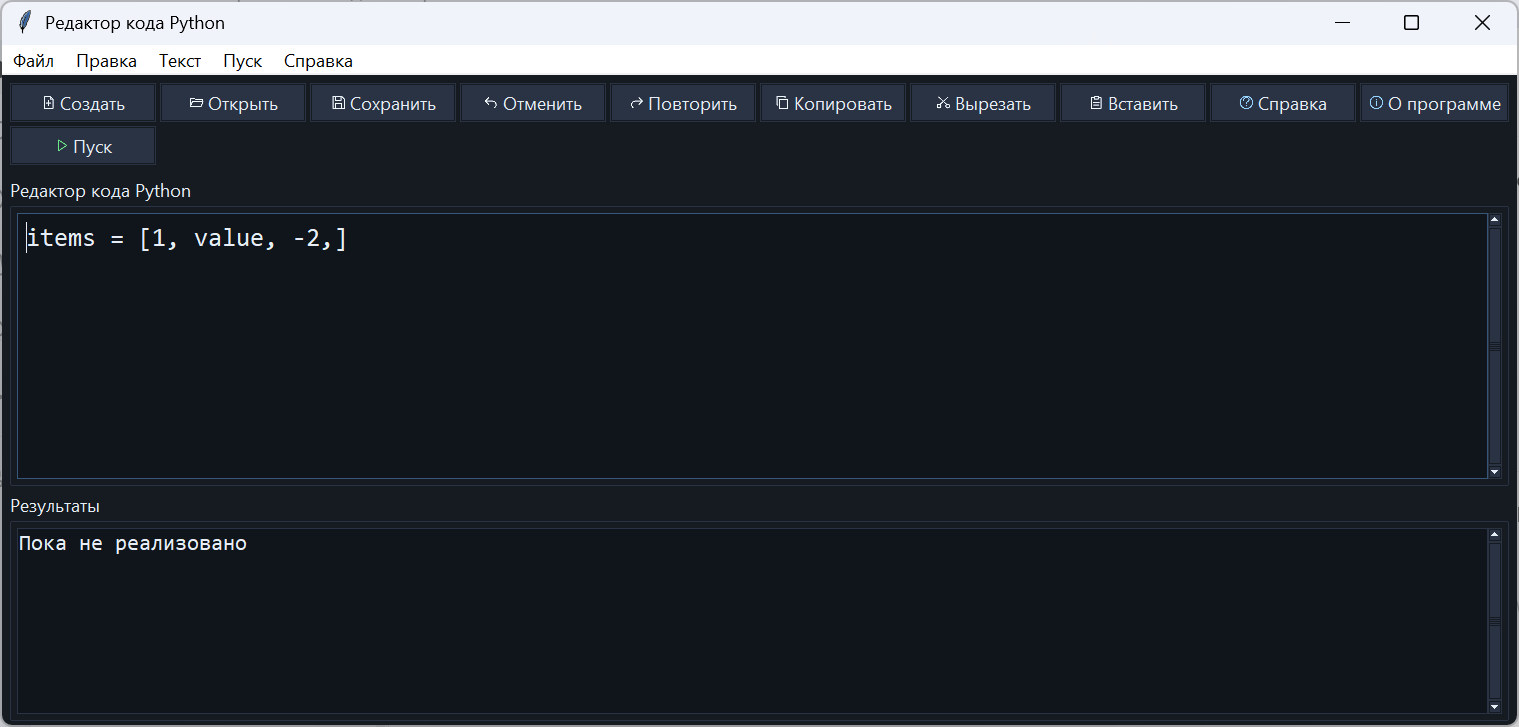 Редактор кода Python
Файл Правка Текст Пуск Справка
Создать Открыть Сохранить Отменить Повторить Копировать Вырезать Вставить Справка О программе
Пуск
Редактор кода Python
items = [1, value, -2,]
Результаты
Пока не реализовано